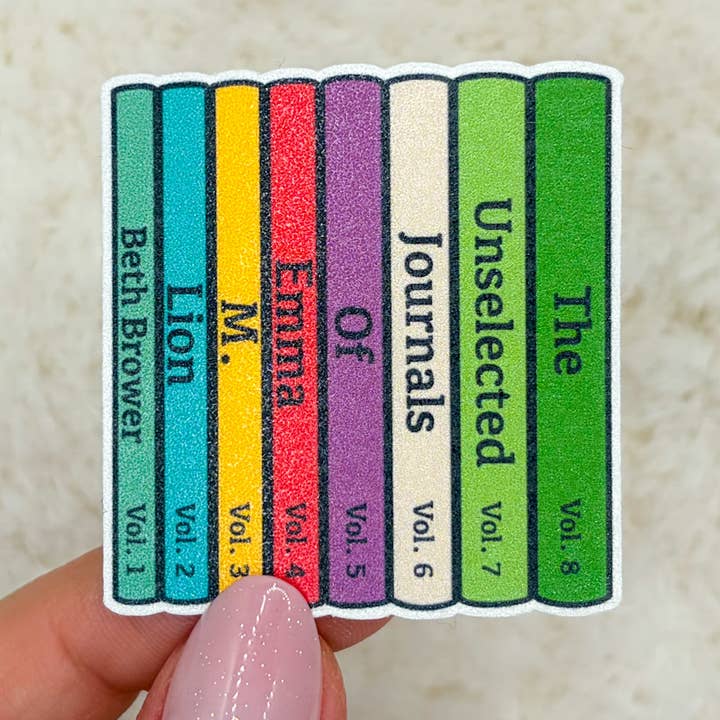 The Vol. 8
Unselected Vol. 7
Journals Vol. 6
Of Vol. 5
Emma Vol. 4
M. Vol. 3
Lion Vol. 2
Beth Brower Vol. 1